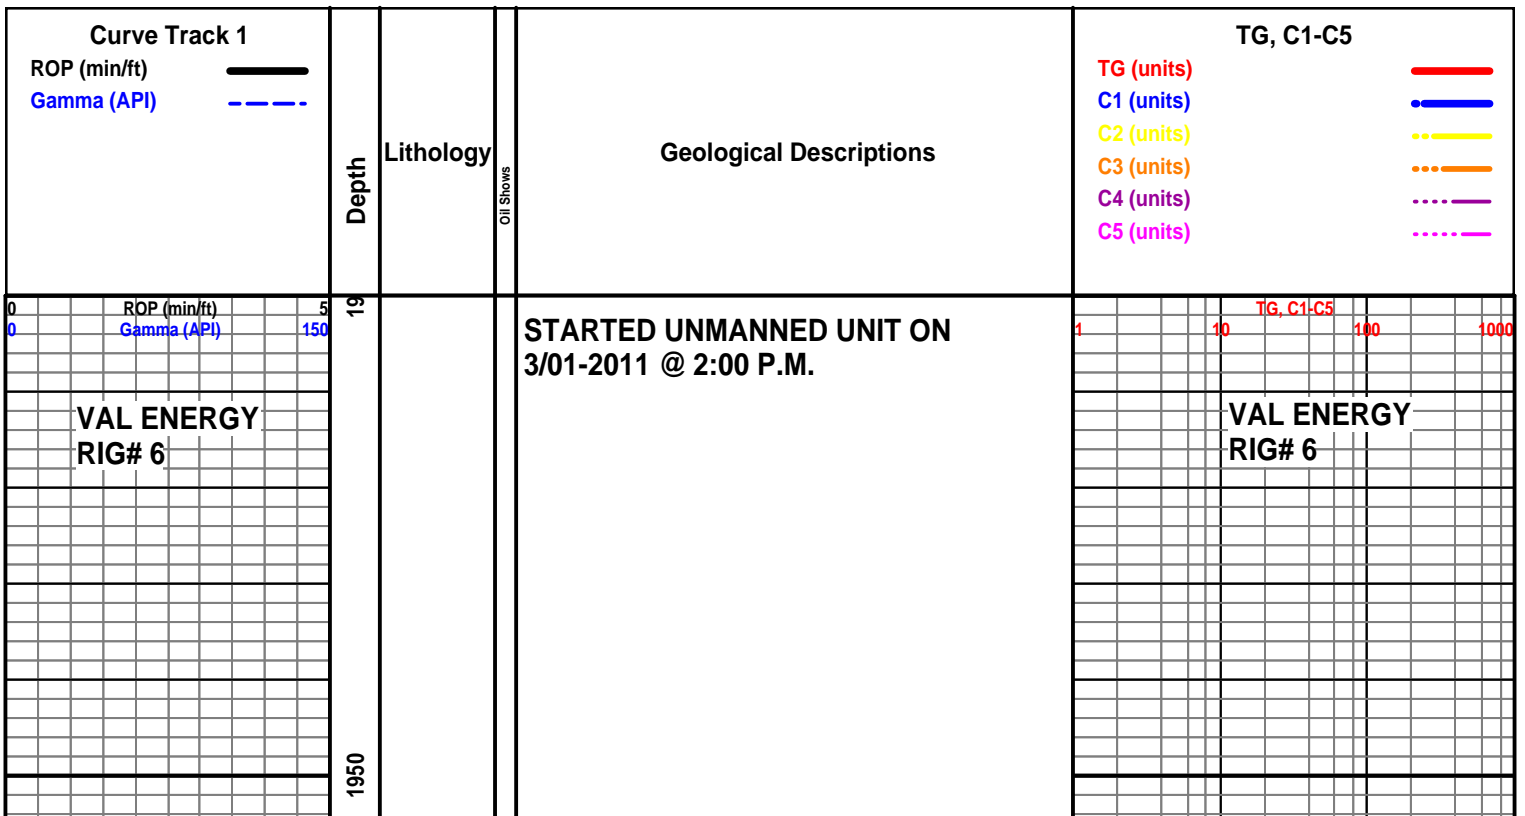 Curve Track 1
ROP (min/ft)
Gamma (API)
Depth
Lithology
Oil Shows
Geological Descriptions
TG, C1-C5
TG (units)
C1 (units)
C2 (units)
C3 (units)
C4 (units)
C5 (units)
0 ROP (min/ft) 5
0 Gamma (API) 150
19
STARTED UNMANNED UNIT ON
3/01-2011 @ 2:00 P.M.
TG, C1-C5
1 10 100 1000
VAL ENERGY
RIG# 6
VAL ENERGY
RIG# 6
1950